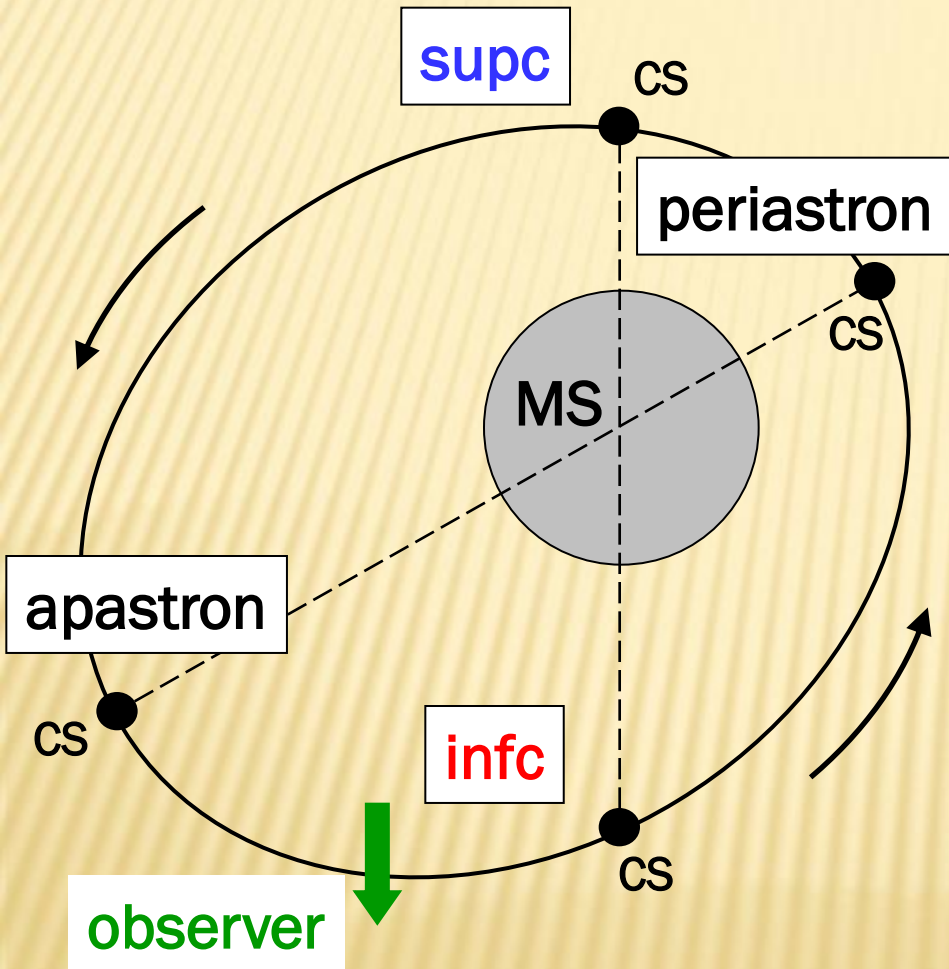 supc
cs
periastron
cs
MS
apastron
cs
infc
cs
observer